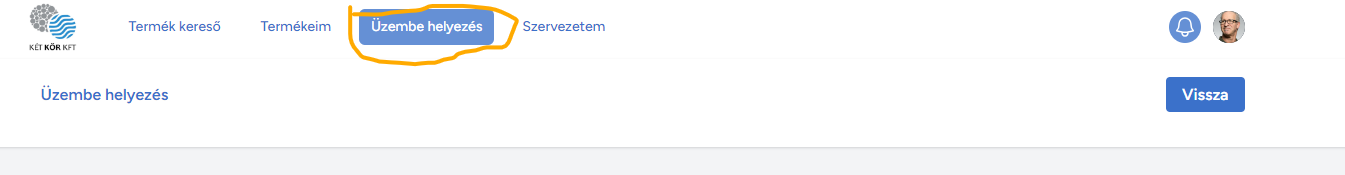 Termék kereső Termékeim Üzembe helyezés Szervezetem
KÉT KÖR KFT
Üzembe helyezés Vissza